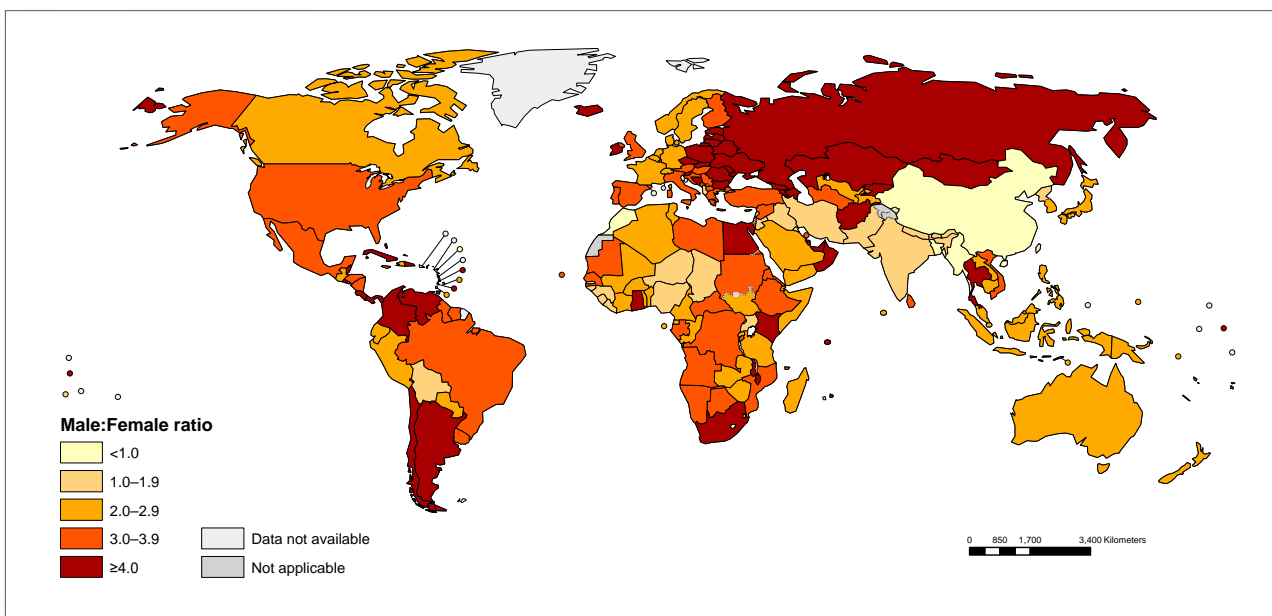 Male:Female ratio
<1.0
1.0–1.9
2.0–2.9
3.0–3.9
≥4.0
Data not available
Not applicable
0 850 1,700 3,400 Kilometers